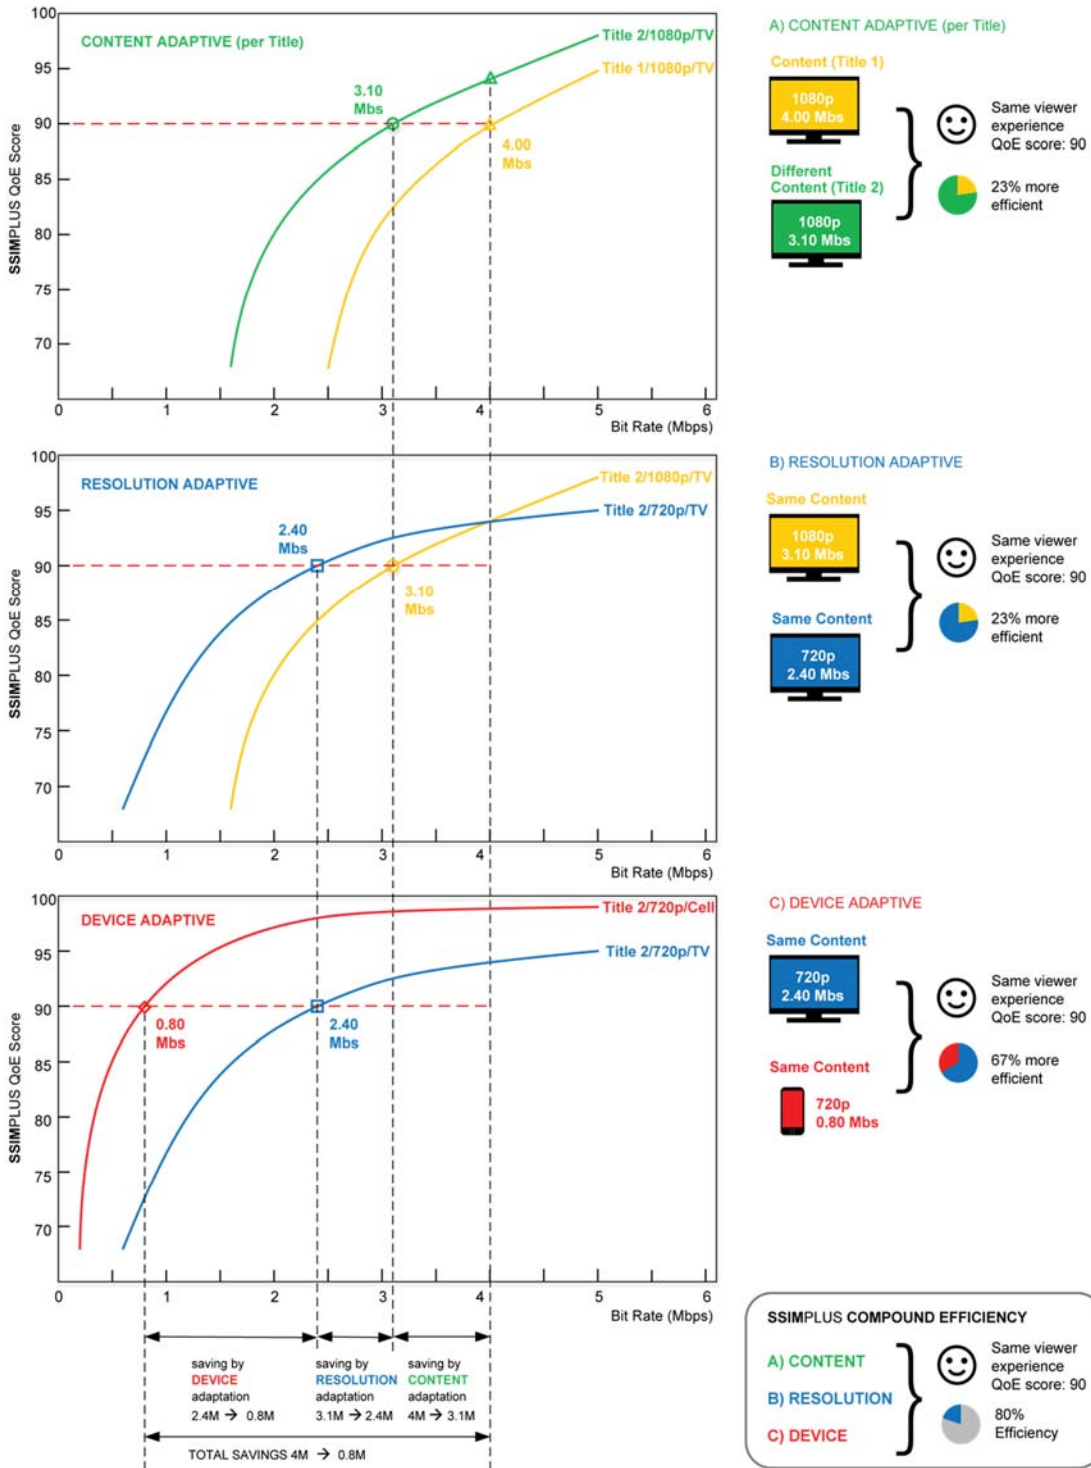 CONTENT ADAPTIVE (per Title)
SSIMPLUS QoE Score
100
95
90
85
80
75
70
0
1
2
3
4
5
6
Bit Rate (Mbps)
3.10
Mbs
4.00
Mbs
Title 2/1080p/TV
Title 1/1080p/TV
A) CONTENT ADAPTIVE (per Title)
Content (Title 1)
1080p
4.00 Mbs
Different
Content (Title 2)
1080p
3.10 Mbs
Same viewer
experience
QoE score: 90
23% more
efficient
RESOLUTION ADAPTIVE
SSIMPLUS QoE Score
100
95
90
85
80
75
70
0
1
2
3
4
5
6
Bit Rate (Mbps)
2.40
Mbs
3.10
Mbs
Title 2/1080p/TV
Title 2/720p/TV
B) RESOLUTION ADAPTIVE
Same Content
1080p
3.10 Mbs
Same Content
720p
2.40 Mbs
Same viewer
experience
QoE score: 90
23% more
efficient
DEVICE ADAPTIVE
SSIMPLUS QoE Score
100
95
90
85
80
75
70
0
1
2
3
4
5
6
Bit Rate (Mbps)
0.80
Mbs
2.40
Mbs
Title 2/720p/Cell
Title 2/720p/TV
C) DEVICE ADAPTIVE
Same Content
720p
2.40 Mbs
Same Content
720p
0.80 Mbs
Same viewer
experience
QoE score: 90
67% more
efficient
saving by
DEVICE
adaptation
2.4M → 0.8M
saving by
RESOLUTION
adaptation
3.1M → 2.4M
saving by
CONTENT
adaptation
4M → 3.1M
TOTAL SAVINGS 4M → 0.8M
SSIMPLUS COMPOUND EFFICIENCY
A) CONTENT
B) RESOLUTION
C) DEVICE
Same viewer
experience
QoE score: 90
80%
Efficiency